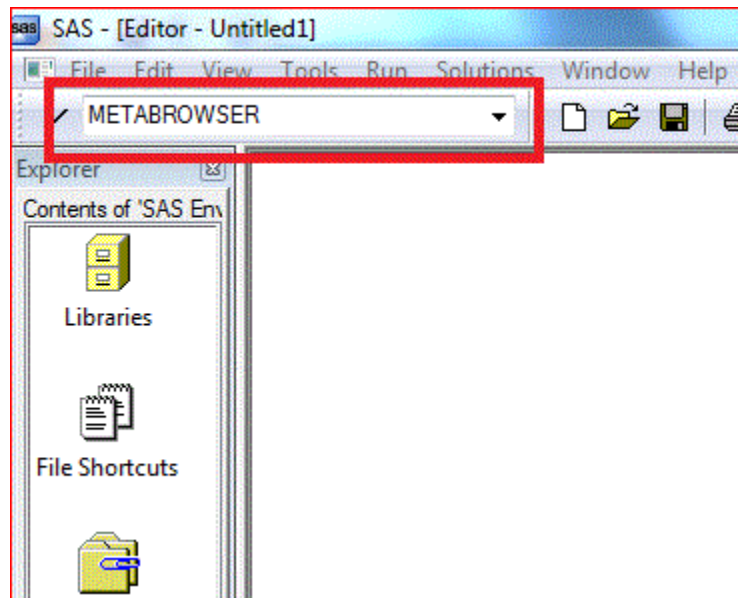 sas SAS - [Editor - Untitled1]
File Edit View Tools Run Solutions Window Help
METABROWSER
Explorer
Contents of 'SAS Env
Libraries
File Shortcuts